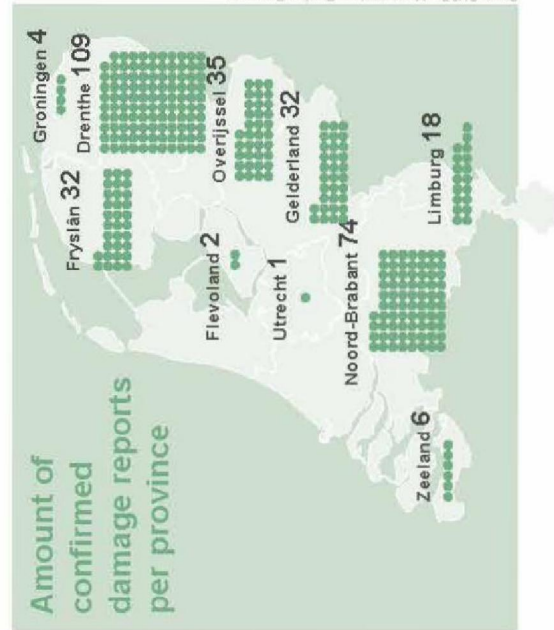 Amount of
confirmed
damage reports
per province
Groningen 4
Drenthe 109
Fryslân 32
Overijssel 35
Flevoland 2
Gelderland 32
Utrecht 1
Noord-Brabant 74
Limburg 18
Zeeland 6